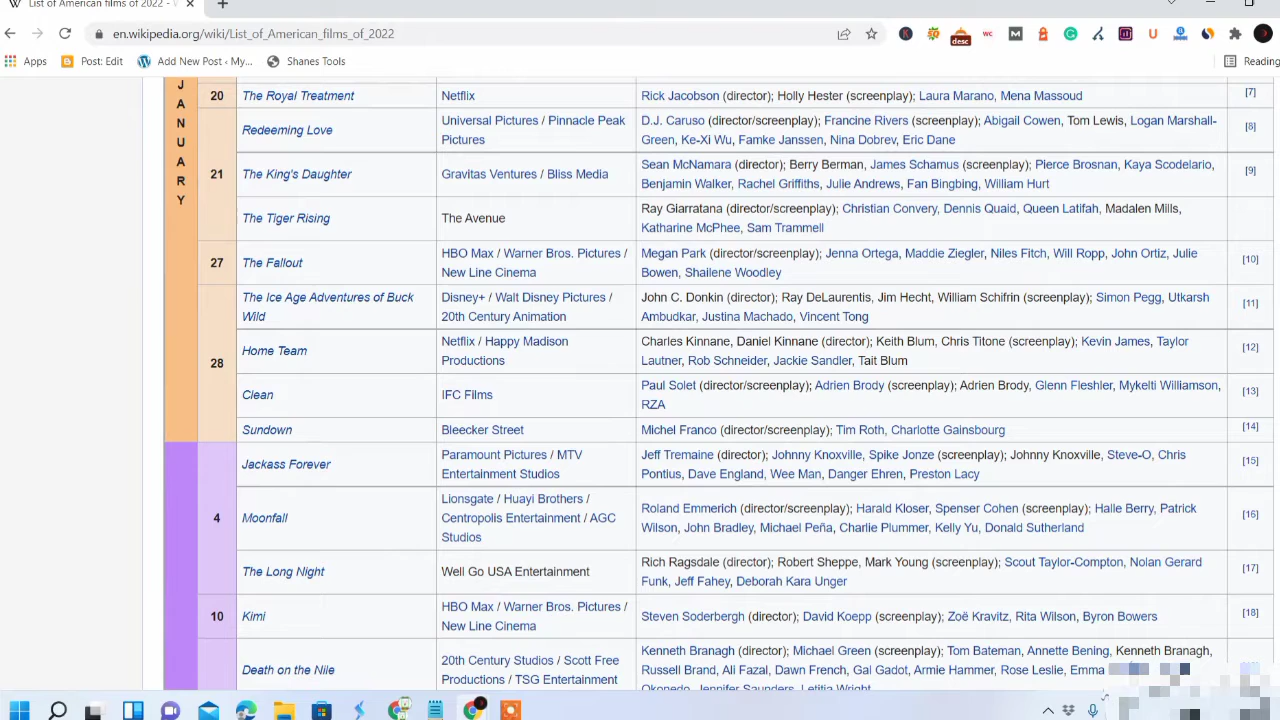 List of American films of 2022 -
en.wikipedia.org/wiki/List_of_American_films_of_2022
desc
wc
Apps
Post: Edit
Add New Post ‹ My...
Shanes Tools
Reading
JANUARY
20
The Royal Treatment
Netflix
Rick Jacobson (director); Holly Hester (screenplay); Laura Marano, Mena Massoud
[7]
Redeeming Love
Universal Pictures / Pinnacle Peak
Pictures
D.J. Caruso (director/screenplay); Francine Rivers (screenplay); Abigail Cowen, Tom Lewis, Logan Marshall-
Green, Ke-Xi Wu, Famke Janssen, Nina Dobrev, Eric Dane
[8]
21
The King's Daughter
Gravitas Ventures / Bliss Media
Sean McNamara (director); Berry Berman, James Schamus (screenplay); Pierce Brosnan, Kaya Scodelario,
Benjamin Walker, Rachel Griffiths, Julie Andrews, Fan Bingbing, William Hurt
[9]
The Tiger Rising
The Avenue
Ray Giarratana (director/screenplay); Christian Convery, Dennis Quaid, Queen Latifah, Madalen Mills,
Katharine McPhee, Sam Trammell
27
The Fallout
HBO Max / Warner Bros. Pictures /
New Line Cinema
Megan Park (director/screenplay); Jenna Ortega, Maddie Ziegler, Niles Fitch, Will Ropp, John Ortiz, Julie
Bowen, Shailene Woodley
[10]
28
The Ice Age Adventures of Buck
Wild
Disney+ / Walt Disney Pictures /
20th Century Animation
John C. Donkin (director); Ray DeLaurentis, Jim Hecht, William Schifrin (screenplay); Simon Pegg, Utkarsh
Ambudkar, Justina Machado, Vincent Tong
[11]
Home Team
Netflix / Happy Madison
Productions
Charles Kinnane, Daniel Kinnane (director); Keith Blum, Chris Titone (screenplay); Kevin James, Taylor
Lautner, Rob Schneider, Jackie Sandler, Tait Blum
[12]
Clean
IFC Films
Paul Solet (director/screenplay); Adrien Brody (screenplay); Adrien Brody, Glenn Fleshler, Mykelti Williamson,
RZA
[13]
Sundown
Bleecker Street
Michel Franco (director/screenplay); Tim Roth, Charlotte Gainsbourg
[14]
4
Jackass Forever
Paramount Pictures / MTV
Entertainment Studios
Jeff Tremaine (director); Johnny Knoxville, Spike Jonze (screenplay); Johnny Knoxville, Steve-O, Chris
Pontius, Dave England, Wee Man, Danger Ehren, Preston Lacy
[15]
Moonfall
Lionsgate / Huayi Brothers /
Centropolis Entertainment / AGC
Studios
Roland Emmerich (director/screenplay); Harald Kloser, Spenser Cohen (screenplay); Halle Berry, Patrick
Wilson, John Bradley, Michael Peña, Charlie Plummer, Kelly Yu, Donald Sutherland
[16]
The Long Night
Well Go USA Entertainment
Rich Ragsdale (director); Robert Sheppe, Mark Young (screenplay); Scout Taylor-Compton, Nolan Gerard
Funk, Jeff Fahey, Deborah Kara Unger
[17]
10
Kimi
HBO Max / Warner Bros. Pictures /
New Line Cinema
Steven Soderbergh (director); David Koepp (screenplay); Zoë Kravitz, Rita Wilson, Byron Bowers
[18]
Death on the Nile
20th Century Studios / Scott Free
Productions / TSG Entertainment
Kenneth Branagh (director); Michael Green (screenplay); Tom Bateman, Annette Bening, Kenneth Branagh,
Russell Brand, Ali Fazal, Dawn French, Gal Gadot, Armie Hammer, Rose Leslie, Emma
Okonedo, Jennifer Saunders, Letitia Wright